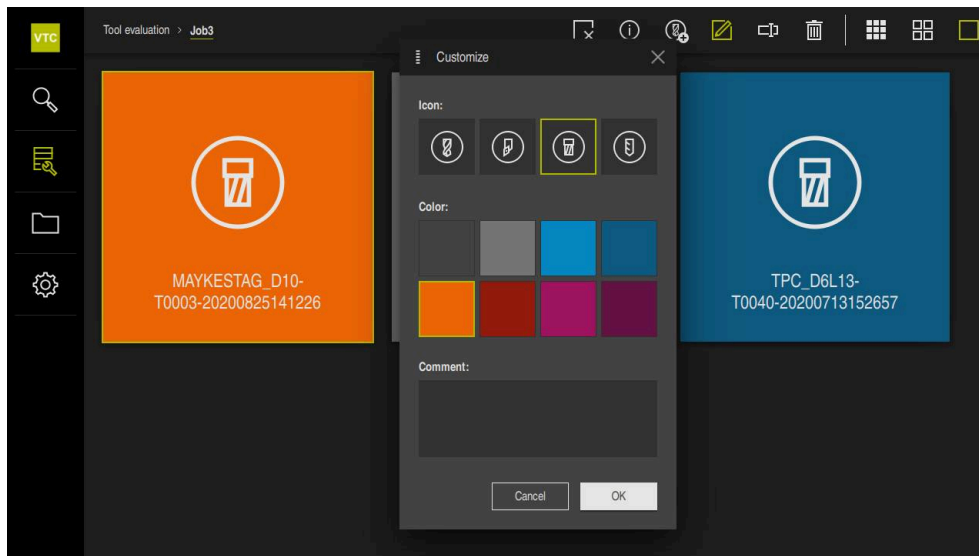 VTC
Tool evaluation > Job3
Customize
Icon:
Color:
MAYKESTAG_D10-
T0003-20200825141226
TPC_D6L13-
T0040-20200713152657
Comment:
Cancel
OK